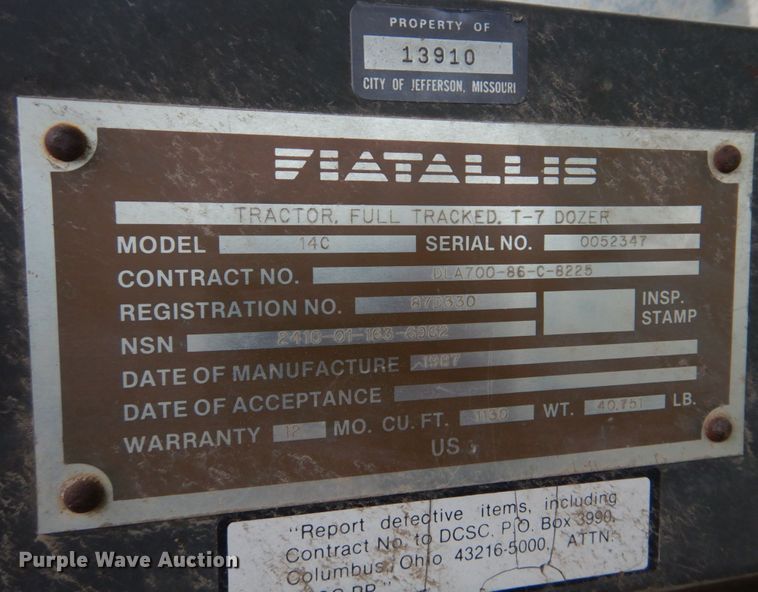 PROPERTY OF
13910
CITY OF JEFFERSON, MISSOURI
FIATALLIS
TRACTOR, FULL TRACKED, T-7 DOZER
MODEL 14C SERIAL NO. 0052347
CONTRACT NO. DLA700-86-C-8225
REGISTRATION NO.
INSP.
STAMP
NSN
DATE OF MANUFACTURE 1987
DATE OF ACCEPTANCE
WARRANTY 12 MO. CU. FT. 1130 WT. 40,751 LB.
US
"Report defective items, including
Contract No. to DCSC, P.O. Box 3990,
Columbus, Ohio 43216-5000, ATTN:
Purple Wave Auction